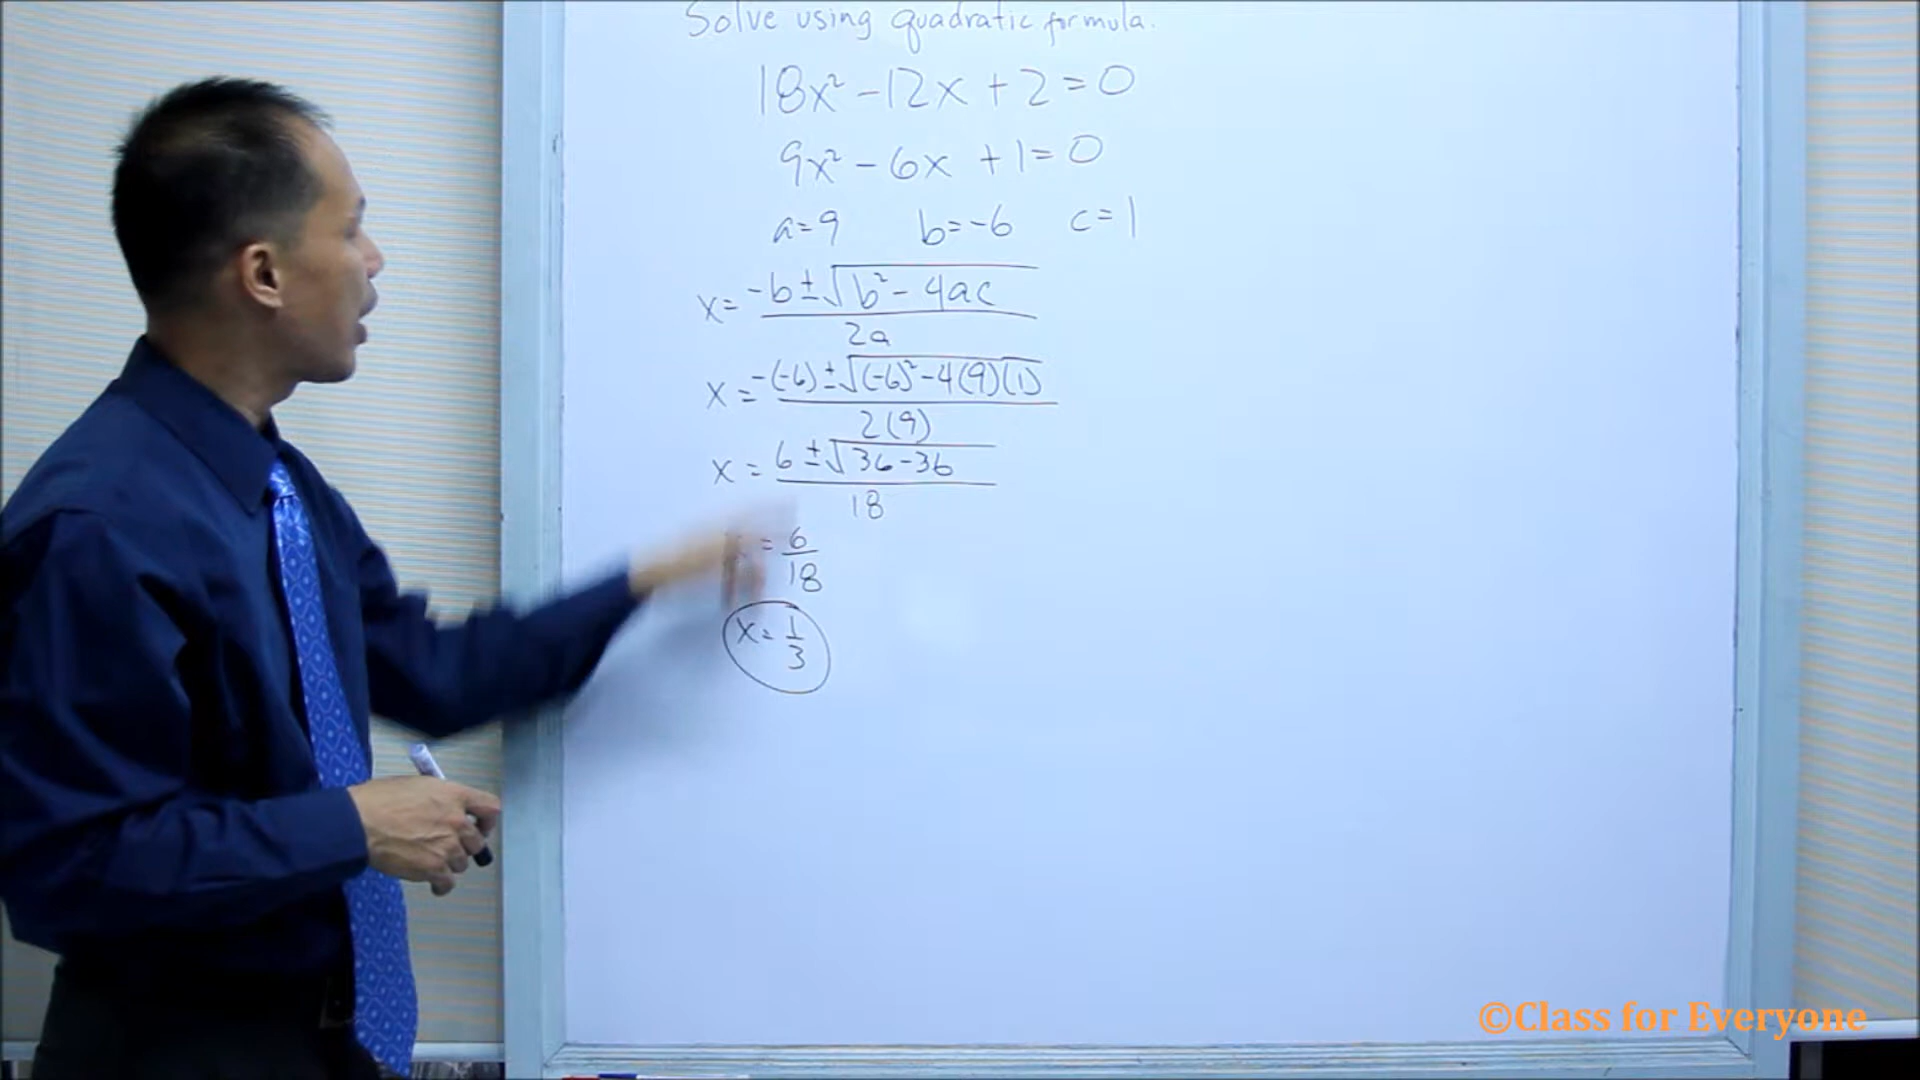 Solve using quadratic formula.
18x² - 12x + 2 = 0
9x² - 6x + 1 = 0
a = 9 b = -6 c = 1
x = (-b ± √(b² - 4ac)) / 2a
x = (-(-6) ± √((-6)² - 4(9)(1))) / 2(9)
x = (6 ± √(36 - 36)) / 18
= 6/18
x = 1/3
©Class for Everyone